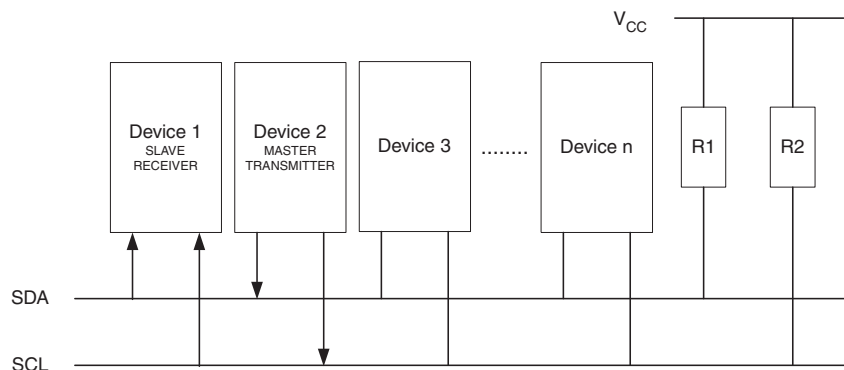 VCC
Device 1
SLAVE
RECEIVER
Device 2
MASTER
TRANSMITTER
Device 3
........
Device n
R1
R2
SDA
SCL